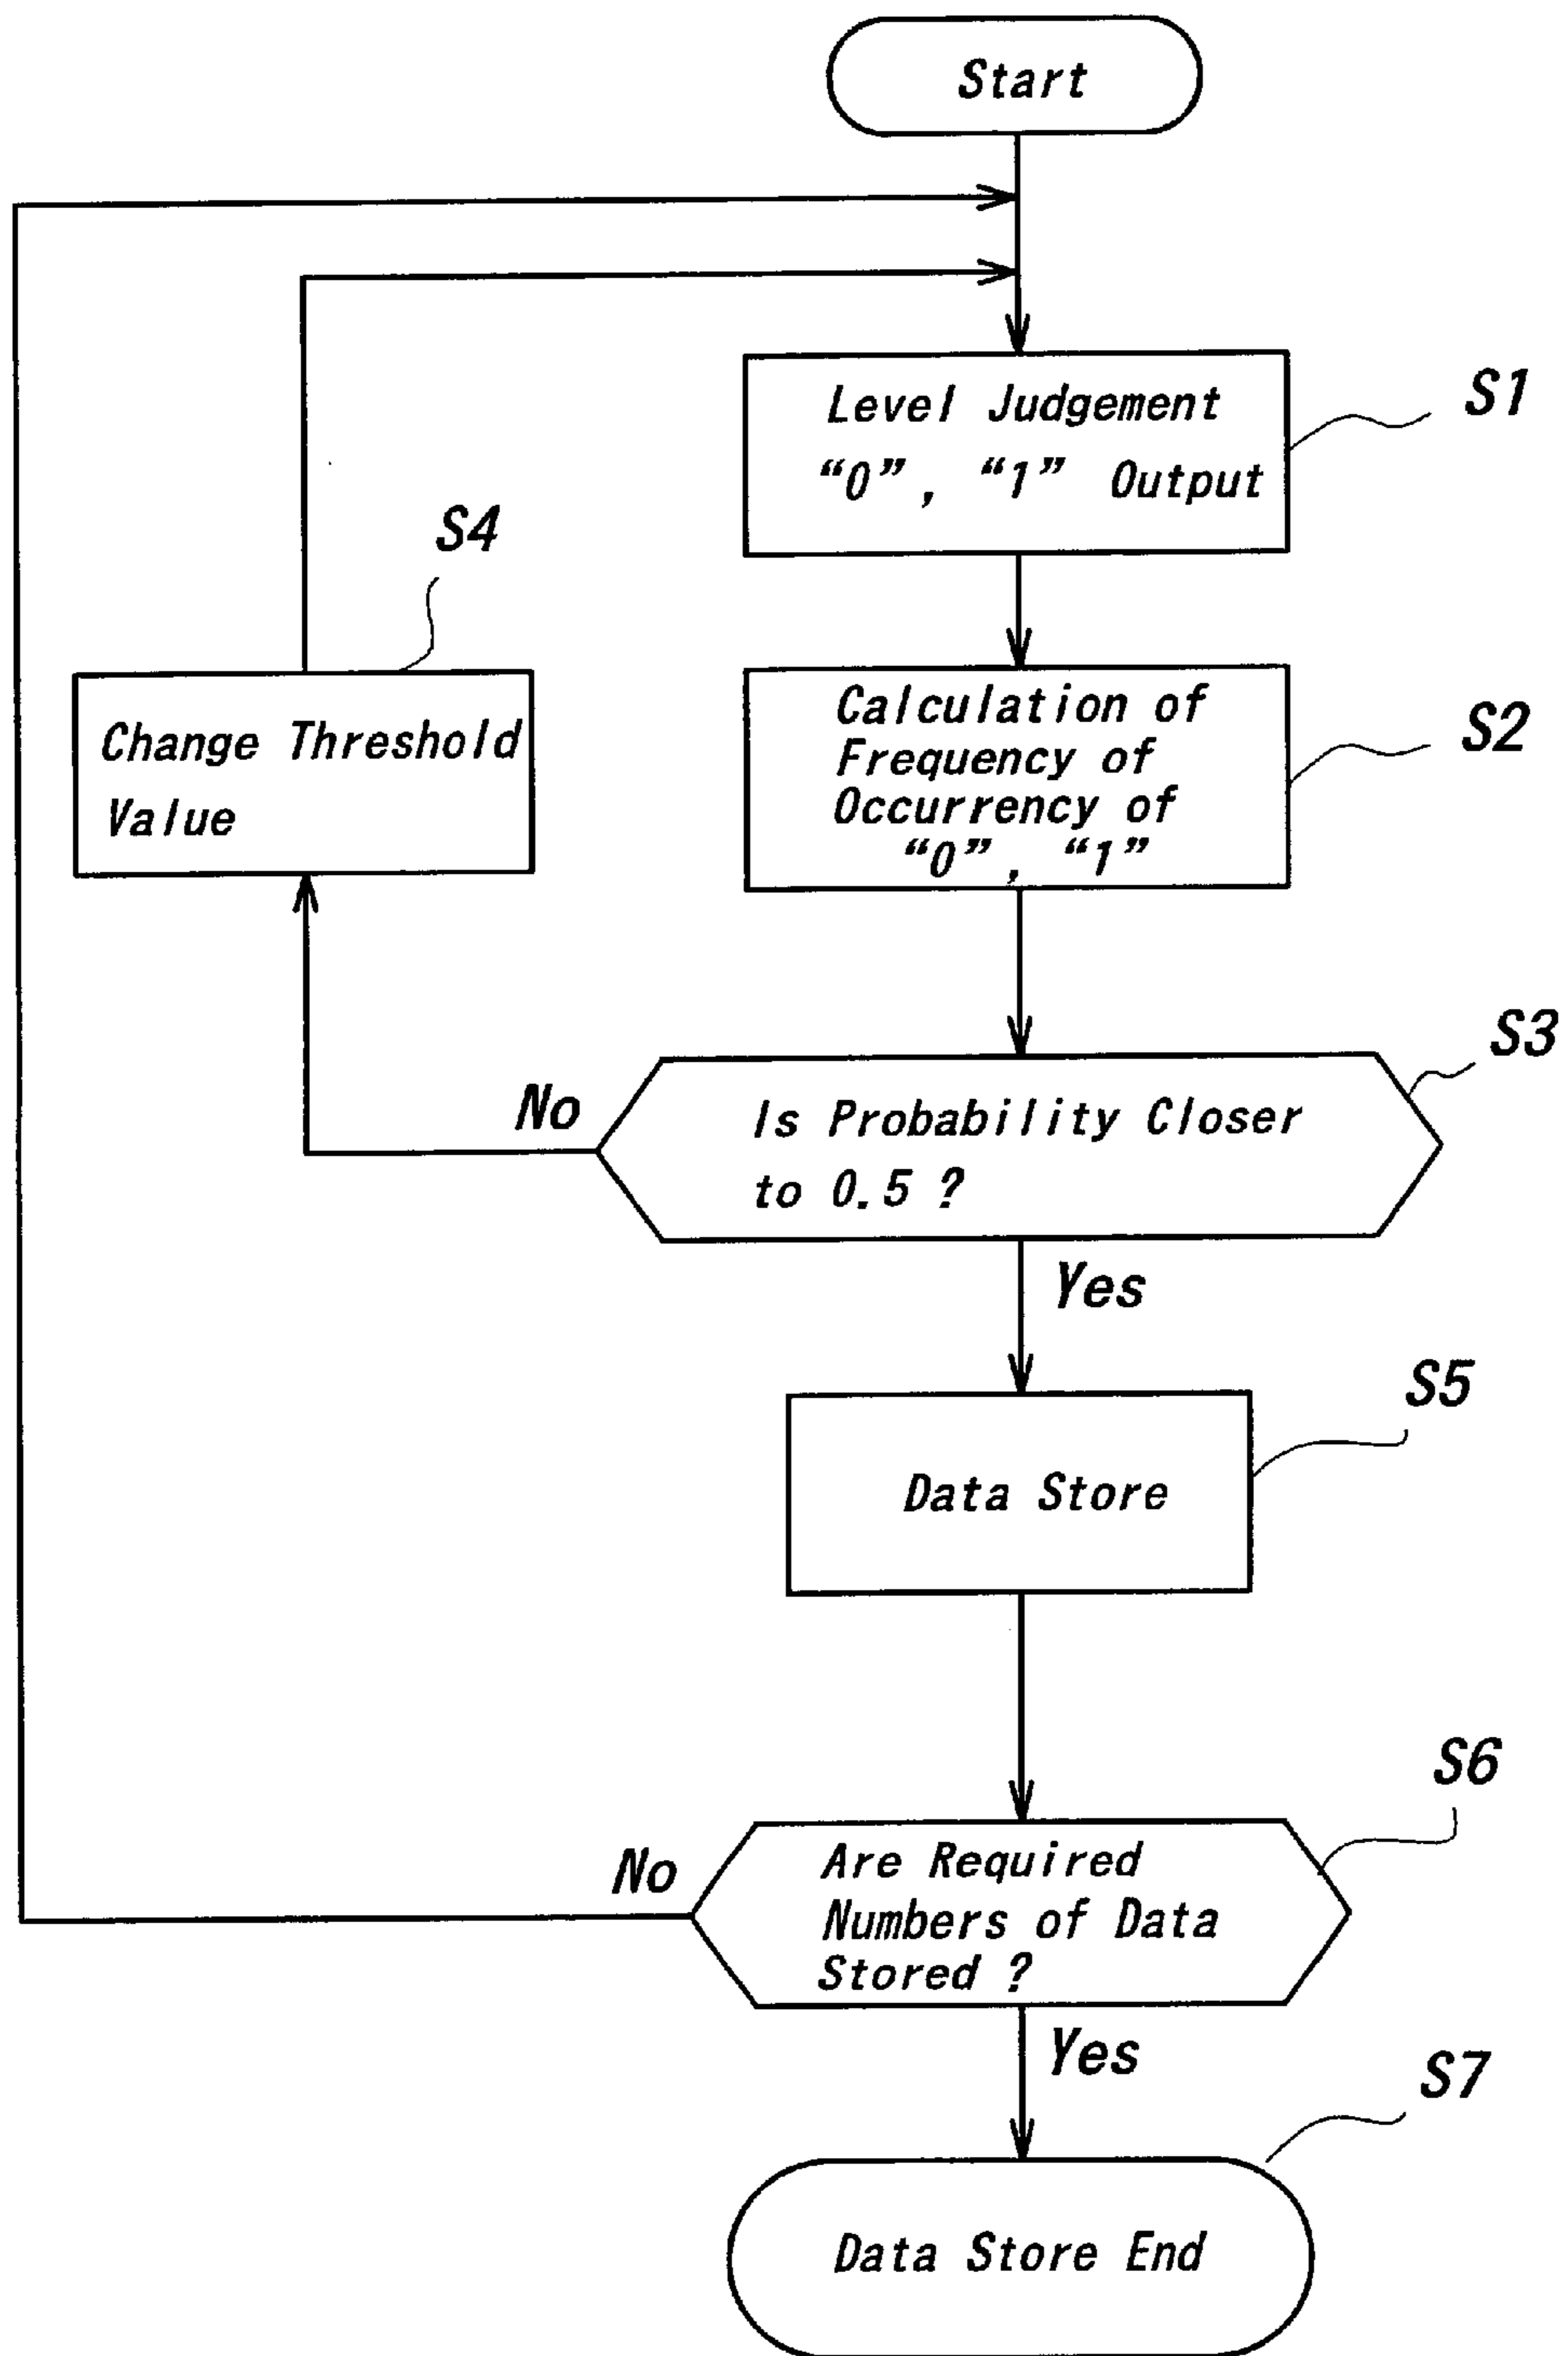 Start
Level Judgement
“0”, “1” Output
S1
S4
Change Threshold
Value
Calculation of
Frequency of
Occurrency of
“0”, “1”
S2
S3
No
Is Probability Closer
to 0.5 ?
Yes
S5
Data Store
S6
No
Are Required
Numbers of Data
Stored ?
Yes
S7
Data Store End